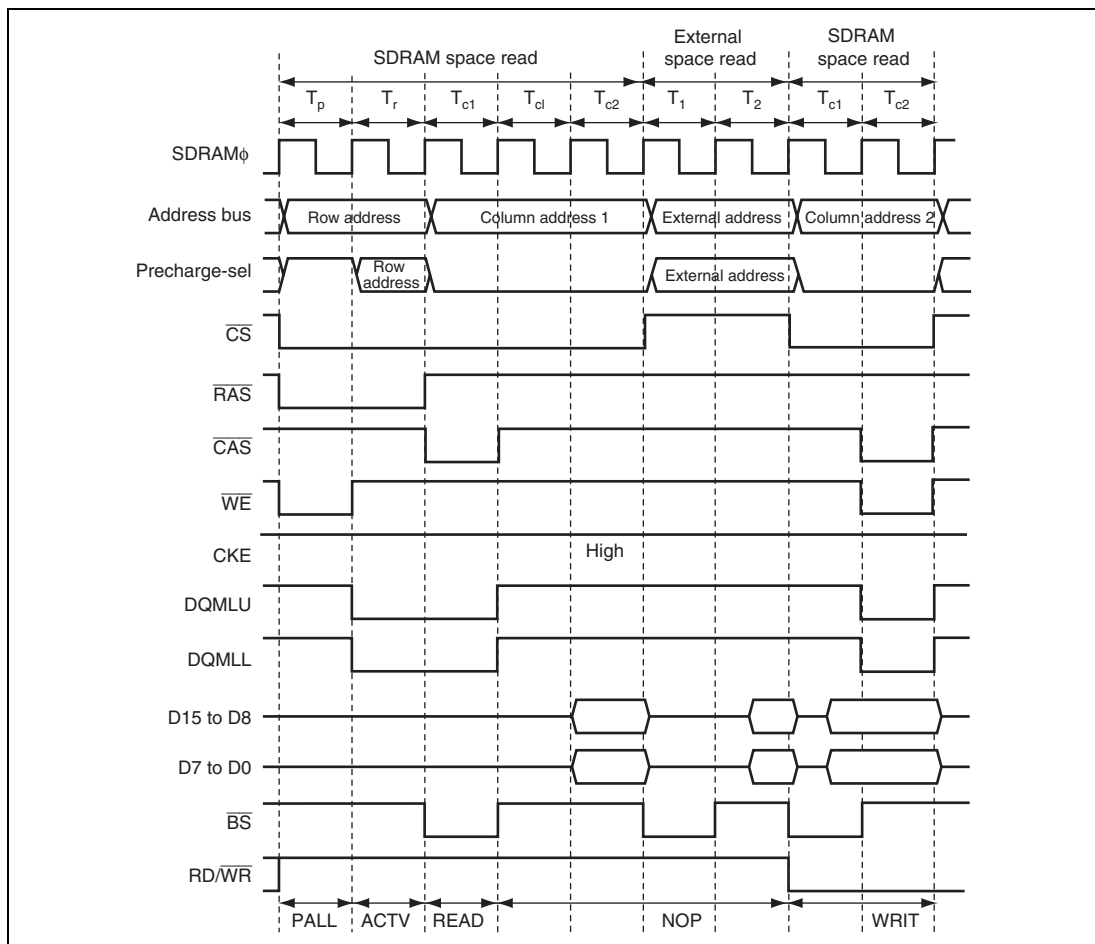 SDRAM space read
External
space read
SDRAM
space read
Tp Tr Tc1 Tcl Tc2 T1 T2 Tc1 Tc2
SDRAMϕ
Address bus Row address Column address 1 External address Column address 2
Precharge-sel Row
address External address
CS
RAS
CAS
WE
CKE High
DQMLU
DQMLL
D15 to D8
D7 to D0
BS
RD/WR
PALL ACTV READ NOP WRIT